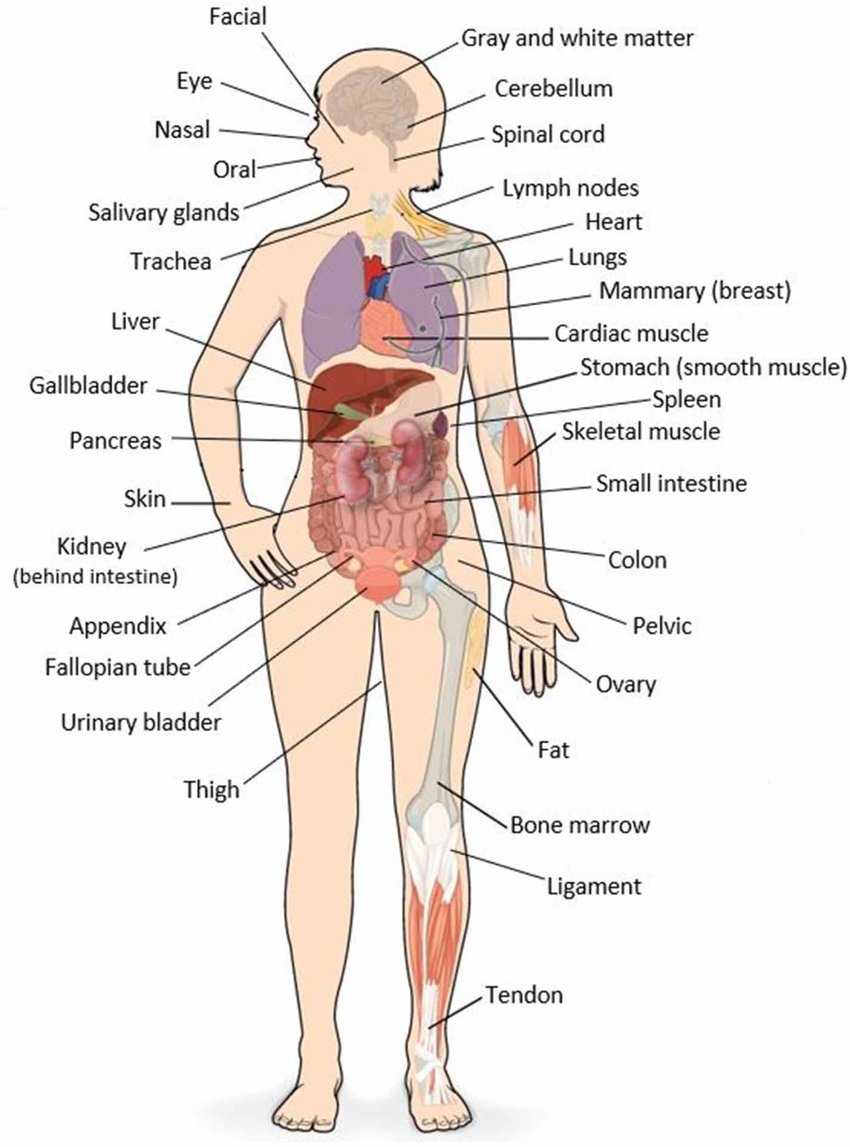 Facial
Gray and white matter
Eye
Cerebellum
Nasal
Spinal cord
Oral
Lymph nodes
Salivary glands
Heart
Trachea
Lungs
Mammary (breast)
Liver
Cardiac muscle
Stomach (smooth muscle)
Gallbladder
Spleen
Pancreas
Skeletal muscle
Skin
Small intestine
Kidney
(behind intestine)
Colon
Appendix
Pelvic
Fallopian tube
Ovary
Urinary bladder
Fat
Thigh
Bone marrow
Ligament
Tendon